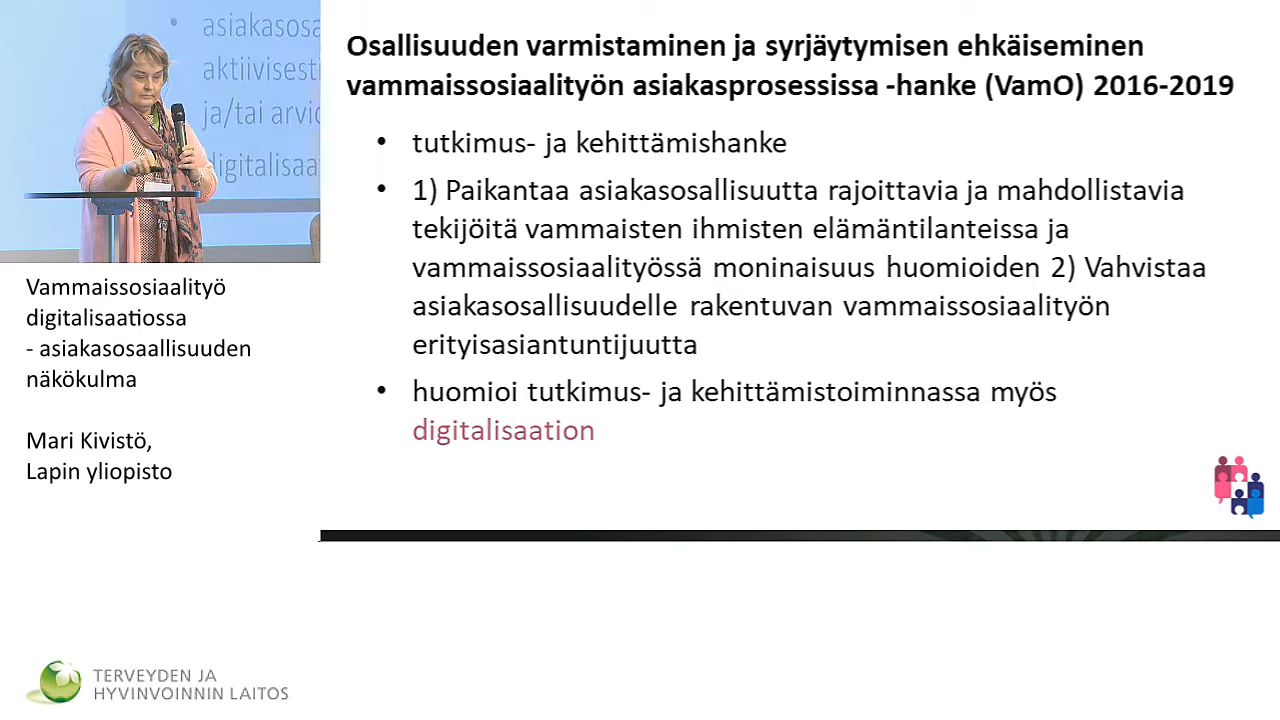 asiakasosa
aktiivisesti
ja/tai arvio
digitalisaa
Vammaissosiaalityö
digitalisaatiossa
- asiakasosaallisuuden
näkökulma
Mari Kivistö,
Lapin yliopisto
Osallisuuden varmistaminen ja syrjäytymisen ehkäiseminen
vammaissosiaalityön asiakasprosessissa -hanke (VamO) 2016-2019
• tutkimus- ja kehittämishanke
• 1) Paikantaa asiakasosallisuutta rajoittavia ja mahdollistavia
tekijöitä vammaisten ihmisten elämäntilanteissa ja
vammaissosiaalityössä moninaisuus huomioiden 2) Vahvistaa
asiakasosallisuudelle rakentuvan vammaissosiaalityön
erityisasiantuntijuutta
• huomioi tutkimus- ja kehittämistoiminnassa myös
digitalisaation
TERVEYDEN JA
HYVINVOINNIN LAITOS